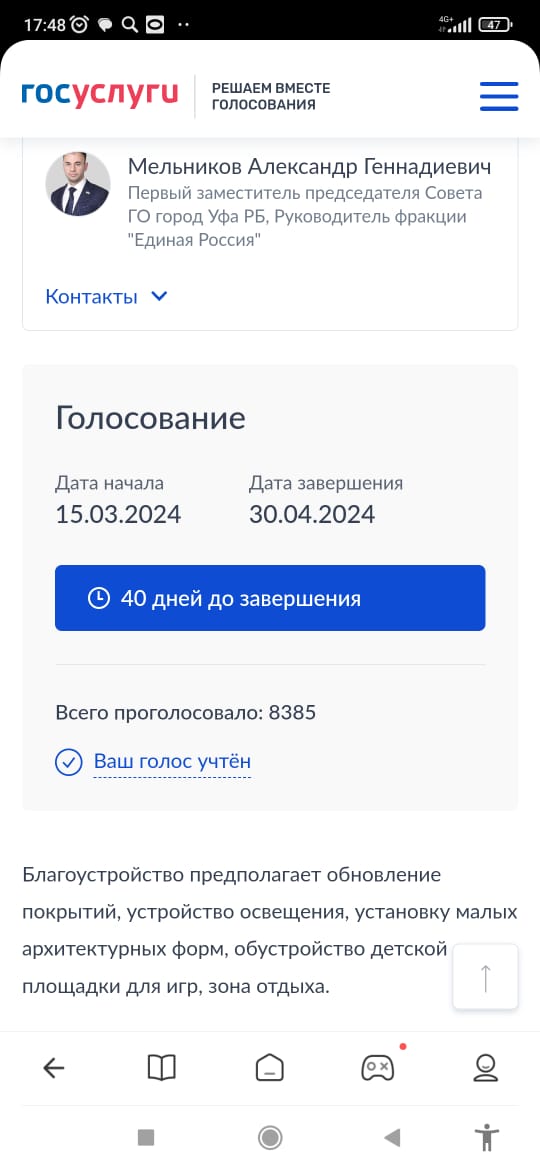 17:48
4G+
47
госуслуги
РЕШАЕМ ВМЕСТЕ
ГОЛОСОВАНИЯ
Мельников Александр Геннадиевич
Первый заместитель председателя Совета
ГО город Уфа РБ, Руководитель фракции
"Единая Россия"
Контакты
Голосование
Дата начала
Дата завершения
15.03.2024
30.04.2024
40 дней до завершения
Всего проголосовало: 8385
Ваш голос учтён
Благоустройство предполагает обновление
покрытий, устройство освещения, установку малых
архитектурных форм, обустройство детской
площадки для игр, зона отдыха.